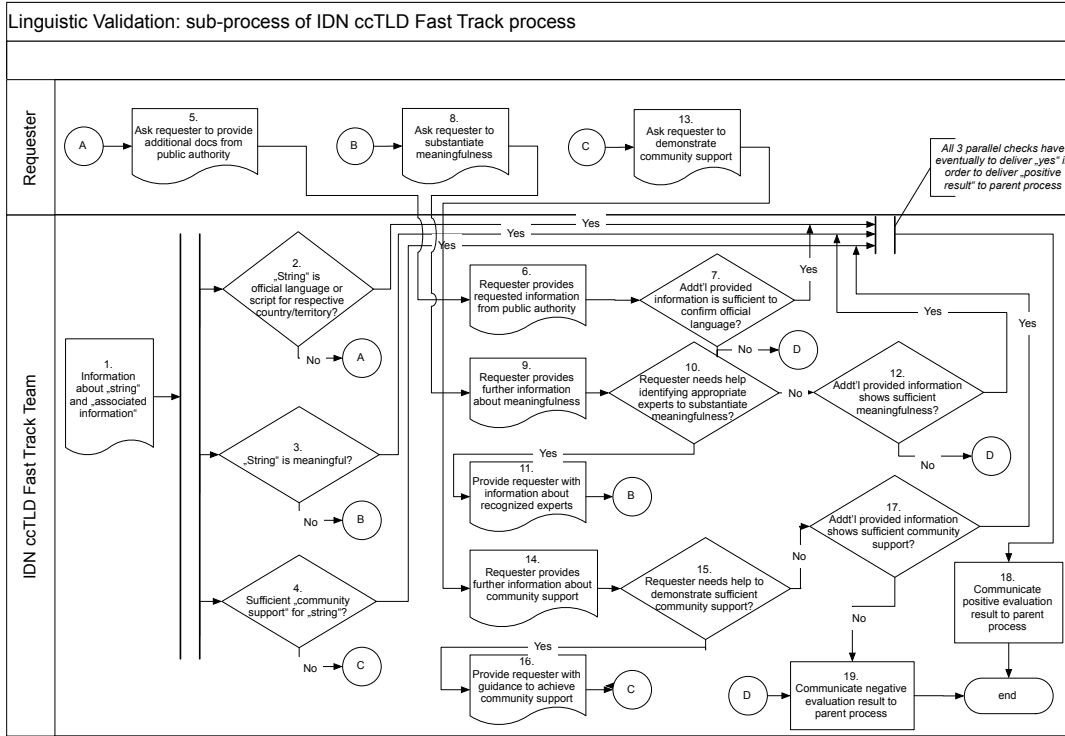 Linguistic Validation: sub-process of IDN ccTLD Fast Track process
Requester
A
5.
Ask requester to provide
additional docs from
public authority
B
8.
Ask requester to
substantiate
meaningfulness
C
13.
Ask requester to
demonstrate
community support
All 3 parallel checks have
eventually to deliver „yes“ i
order to deliver „positive
result“ to parent process
IDN ccTLD Fast Track Team
1.
Information
about „string“
and „associated
information“
2.
„String“ is
official language or
script for respective
country/territory?
Yes
No
A
3.
„String“ is meaningful?
Yes
No
B
4.
Sufficient „community
support“ for „string“?
Yes
No
C
6.
Requester provides
requested information
from public authority
7.
Addt’l provided
information is sufficient to
confirm official
language?
Yes
No
D
9.
Requester provides
further information
about meaningfulness
10.
Requester needs help
identifying appropriate
experts to substantiate
meaningfulness?
No
Yes
12.
Addt’l provided information
shows sufficient
meaningfulness?
Yes
No
D
11.
Provide requester with
information about
recognized experts
B
14.
Requester provides
further information about
community support
15.
Requester needs help to
demonstrate sufficient
community support?
No
Yes
17.
Addt’l provided information
shows sufficient community
support?
Yes
No
16.
Provide requester with
guidance to achieve
community support
C
18.
Communicate
positive evaluation
result to parent
process
D
19.
Communicate negative
evaluation result to
parent process
end